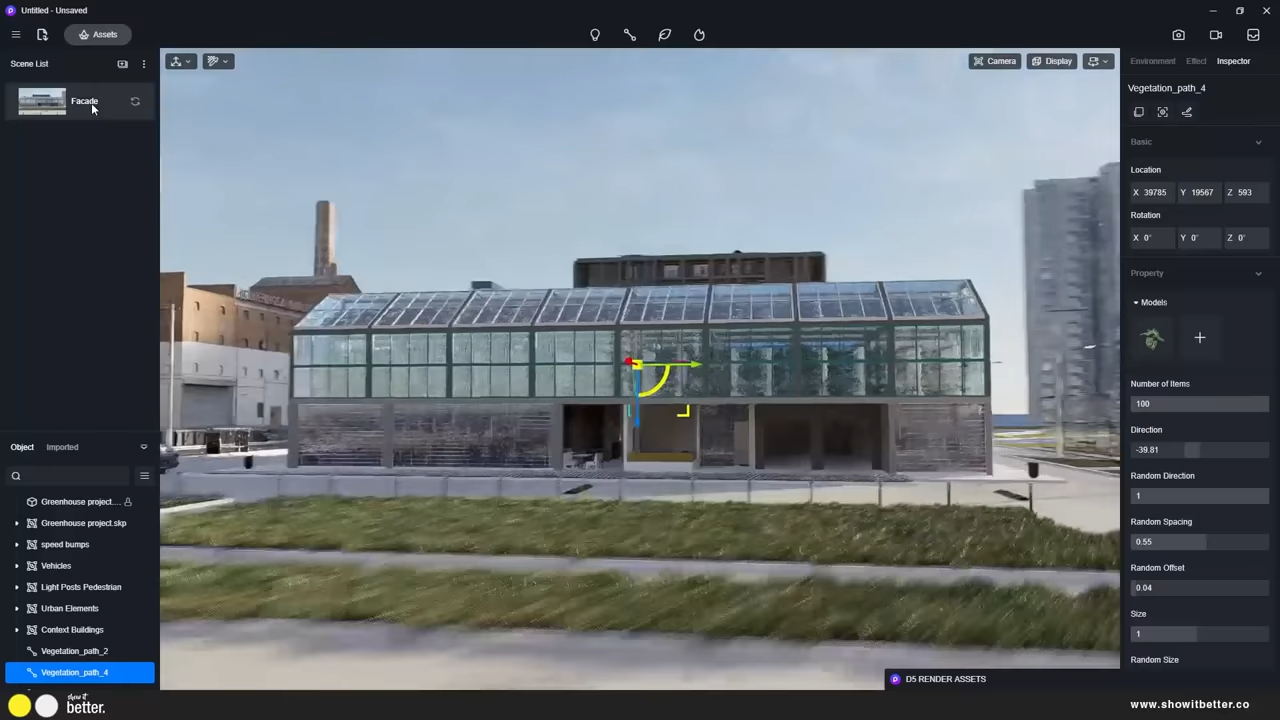 Untitled - Unsaved
Assets
Scene List
Camera
Display
Environment
Effect
Inspector
Facade
Vegetation_path_4
Basic
Location
X 39785
Y 19567
Z 593
Rotation
X 0°
Y 0°
Z 0°
Property
Models
Number of Items
100
Direction
-39.81
Random Direction
1
Random Spacing
0.55
Random Offset
0.04
Size
1
Random Size
Object
Imported
Greenhouse project....
Greenhouse project.skp
speed bumps
Vehicles
Light Posts Pedestrian
Urban Elements
Context Buildings
Vegetation_path_2
Vegetation_path_4
D5 RENDER ASSETS
show it
better.
www.showitbetter.co